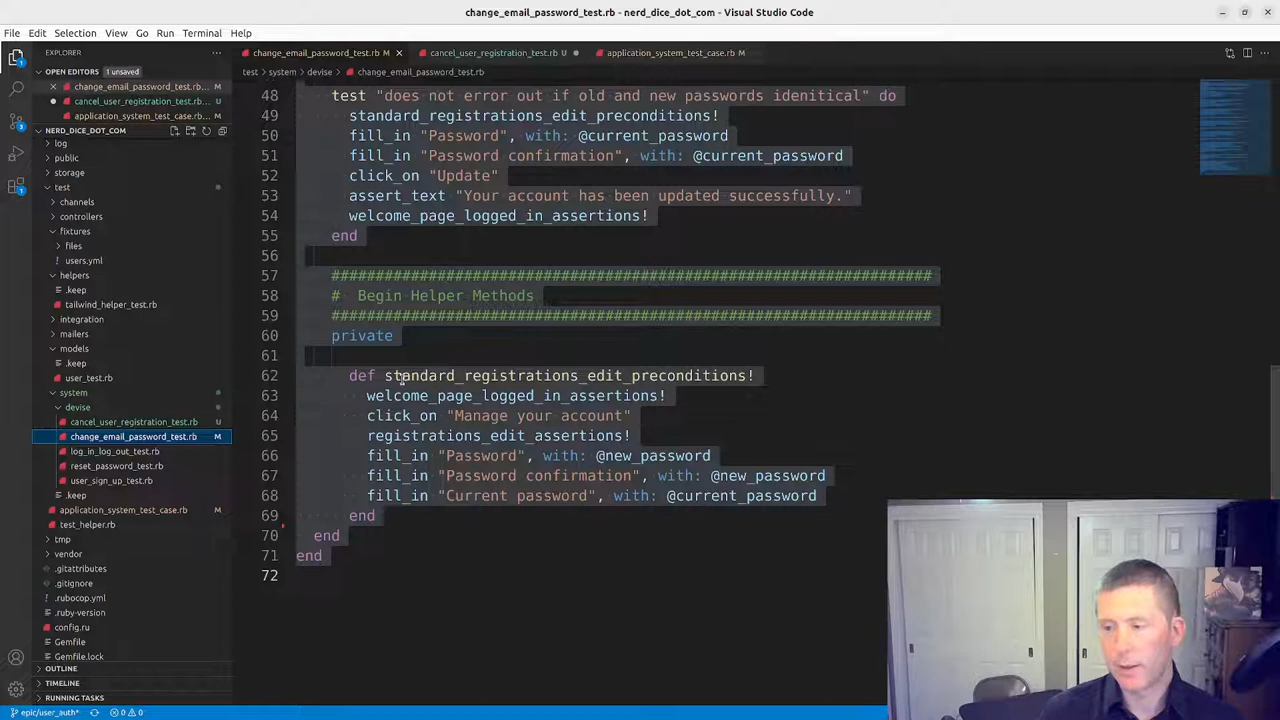 change_email_password_test.rb - nerd_dice_dot_com - Visual Studio Code
File Edit Selection View Go Run Terminal Help
EXPLORER
OPEN EDITORS 1 unsaved
change_email_password_test.rb... M
cancel_user_registration_test.rb... U
application_system_test_case.rb... M
NERD_DICE_DOT_COM
log
public
storage
test
channels
controllers
fixtures
files
users.yml
helpers
.keep
tailwind_helper_test.rb
integration
mailers
models
.keep
user_test.rb
system
devise
cancel_user_registration_test.rb U
change_email_password_test.rb M
log_in_log_out_test.rb
reset_password_test.rb
user_sign_up_test.rb
.keep
application_system_test_case.rb M
test_helper.rb
tmp
vendor
.gitattributes
.gitignore
.rubocop.yml
.ruby-version
config.ru
Gemfile
Gemfile.lock
OUTLINE
TIMELINE
RUNNING TASKS
change_email_password_test.rb M cancel_user_registration_test.rb U application_system_test_case.rb M
test > system > devise > change_email_password_test.rb
48 test "does not error out if old and new passwords idenitical" do
49 standard_registrations_edit_preconditions!
50 fill_in "Password", with: @current_password
51 fill_in "Password confirmation", with: @current_password
52 click_on "Update"
53 assert_text "Your account has been updated successfully."
54 welcome_page_logged_in_assertions!
55 end
56
57 ####################################################################
58 # Begin Helper Methods
59 ####################################################################
60 private
61
62 def standard_registrations_edit_preconditions!
63 welcome_page_logged_in_assertions!
64 click_on "Manage your account"
65 registrations_edit_assertions!
66 fill_in "Password", with: @new_password
67 fill_in "Password confirmation", with: @new_password
68 fill_in "Current password", with: @current_password
69 end
70 end
71 end
72
epic/user_auth* 0 0